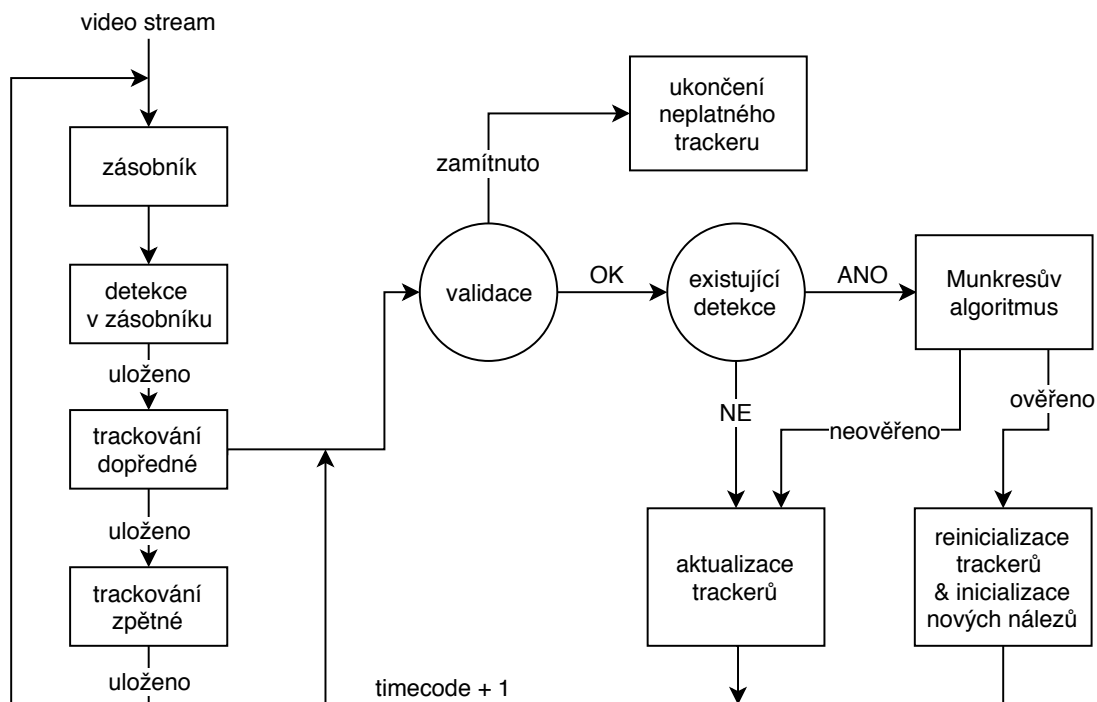 video stream
zásobník
detekce
v zásobníku
uloženo
trackování
dopředné
uloženo
trackování
zpětné
uloženo
timecode + 1
validace
zamítnuto
ukončení
neplatného
trackeru
OK
existující
detekce
ANO
Munkresův
algoritmus
NE
neověřeno
ověřeno
aktualizace
trackerů
reinicializace
trackerů
& inicializace
nových nálezů